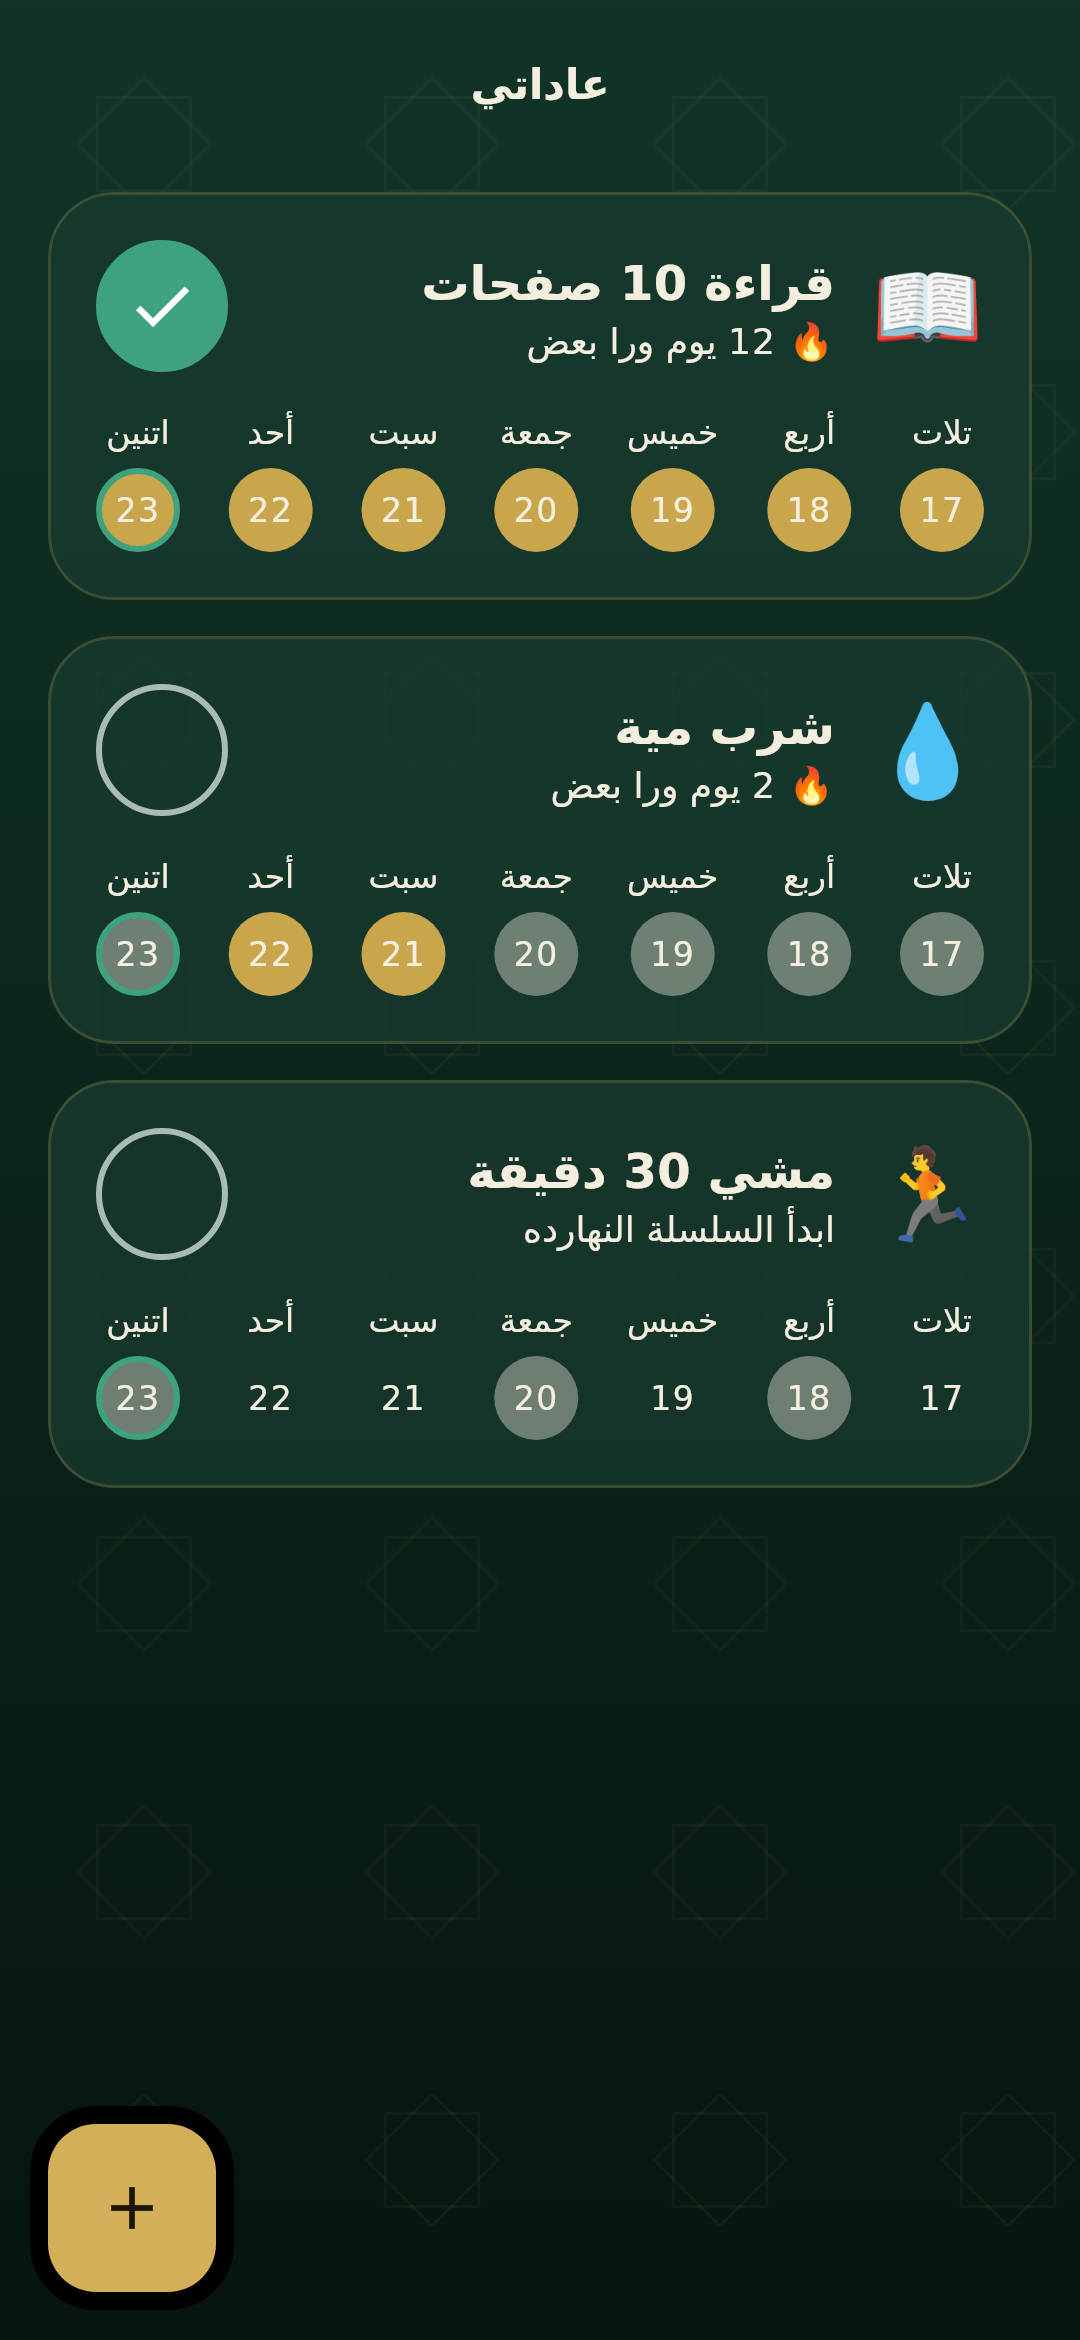 عاداتي
قراءة 10 صفحات
🔥 12 يوم ورا بعض
تلات أربع خميس جمعة سبت أحد اتنين
17 18 19 20 21 22 23
شرب مية
🔥 2 يوم ورا بعض
تلات أربع خميس جمعة سبت أحد اتنين
17 18 19 20 21 22 23
مشي 30 دقيقة
ابدأ السلسلة النهارده
تلات أربع خميس جمعة سبت أحد اتنين
17 18 19 20 21 22 23
+